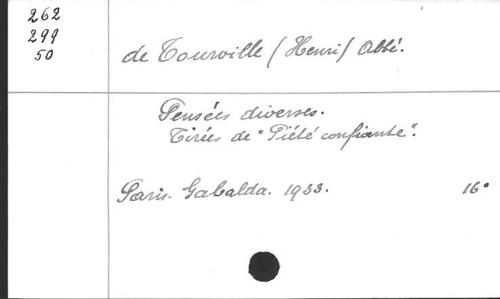 262
299
50
de Tourville (Henri) Abbé.
Pensées diverses.
Tirées de "Piété confiante".
Paris. Gabalda. 1933. 16°